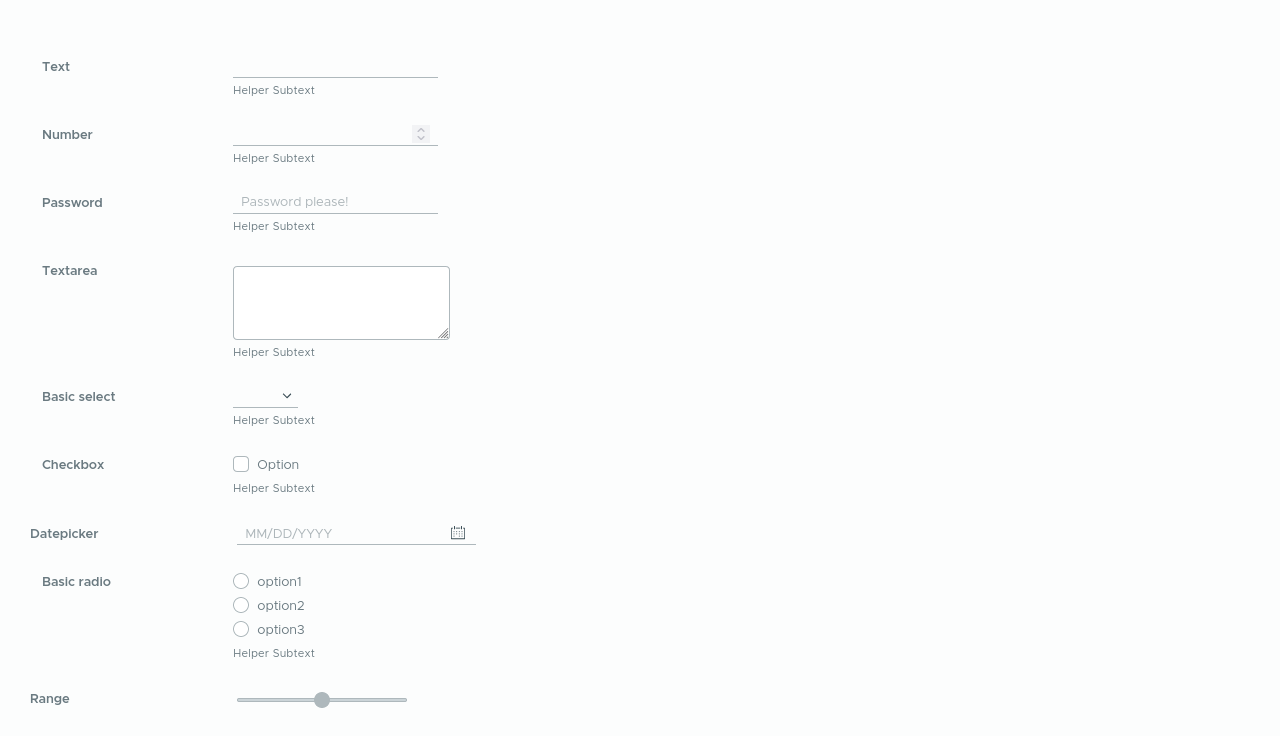 Text
Helper Subtext
Number
Helper Subtext
Password Password please!
Helper Subtext
Textarea
Helper Subtext
Basic select
Helper Subtext
Checkbox Option
Helper Subtext
Datepicker MM/DD/YYYY
Basic radio option1
option2
option3
Helper Subtext
Range